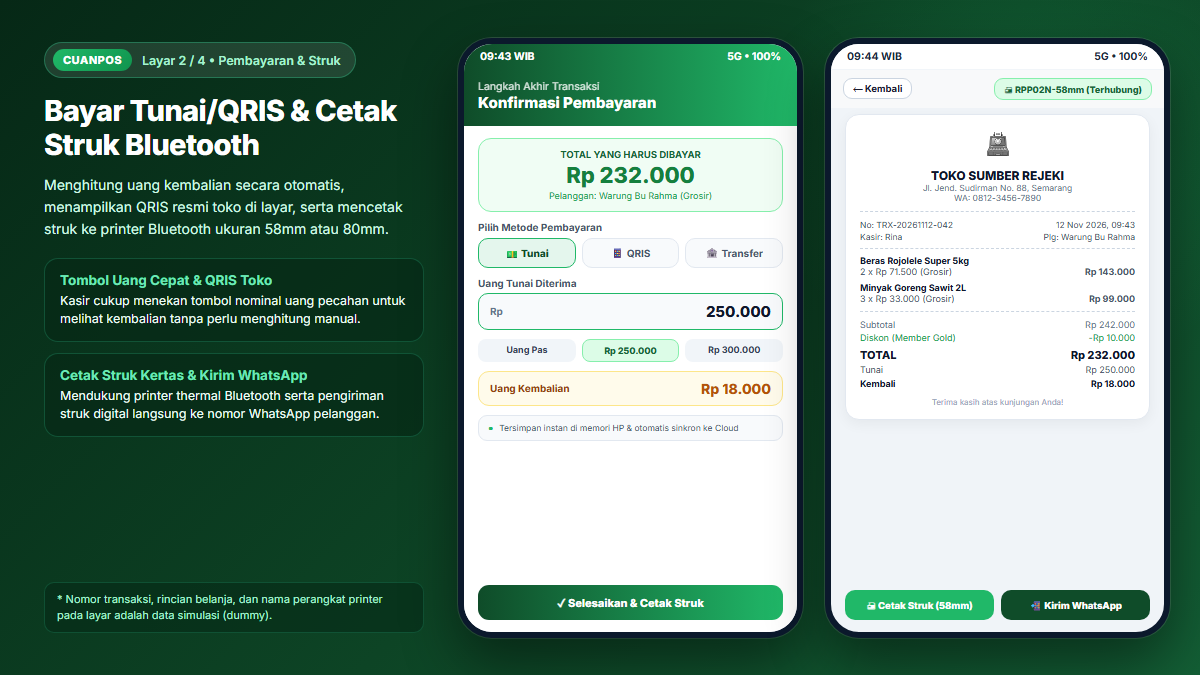 CUANPOS Layar 2 / 4 • Pembayaran & Struk
Bayar Tunai/QRIS & Cetak
Struk Bluetooth
Menghitung uang kembalian secara otomatis,
menampilkan QRIS resmi toko di layar, serta mencetak
struk ke printer Bluetooth ukuran 58mm atau 80mm.
Tombol Uang Cepat & QRIS Toko
Kasir cukup menekan tombol nominal uang pecahan untuk
melihat kembalian tanpa perlu menghitung manual.
Cetak Struk Kertas & Kirim WhatsApp
Mendukung printer thermal Bluetooth serta pengiriman
struk digital langsung ke nomor WhatsApp pelanggan.
* Nomor transaksi, rincian belanja, dan nama perangkat printer
pada layar adalah data simulasi (dummy).
09:43 WIB 5G • 100%
Langkah Akhir Transaksi
Konfirmasi Pembayaran
TOTAL YANG HARUS DIBAYAR
Rp 232.000
Pelanggan: Warung Bu Rahma (Grosir)
Pilih Metode Pembayaran
Tunai QRIS Transfer
Uang Tunai Diterima
Rp 250.000
Uang Pas Rp 250.000 Rp 300.000
Uang Kembalian Rp 18.000
Tersimpan instan di memori HP & otomatis sinkron ke Cloud
✓ Selesaikan & Cetak Struk
09:44 WIB 5G • 100%
← Kembali RPP02N-58mm (Terhubung)
TOKO SUMBER REJEKI
Jl. Jend. Sudirman No. 88, Semarang
WA: 0812-3456-7890
No: TRX-20261112-042 12 Nov 2026, 09:43
Kasir: Rina Plg: Warung Bu Rahma
Beras Rojolele Super 5kg
2 x Rp 71.500 (Grosir) Rp 143.000
Minyak Goreng Sawit 2L
3 x Rp 33.000 (Grosir) Rp 99.000
Subtotal Rp 242.000
Diskon (Member Gold) -Rp 10.000
TOTAL Rp 232.000
Tunai Rp 250.000
Kembali Rp 18.000
Terima kasih atas kunjungan Anda!
Cetak Struk (58mm) Kirim WhatsApp